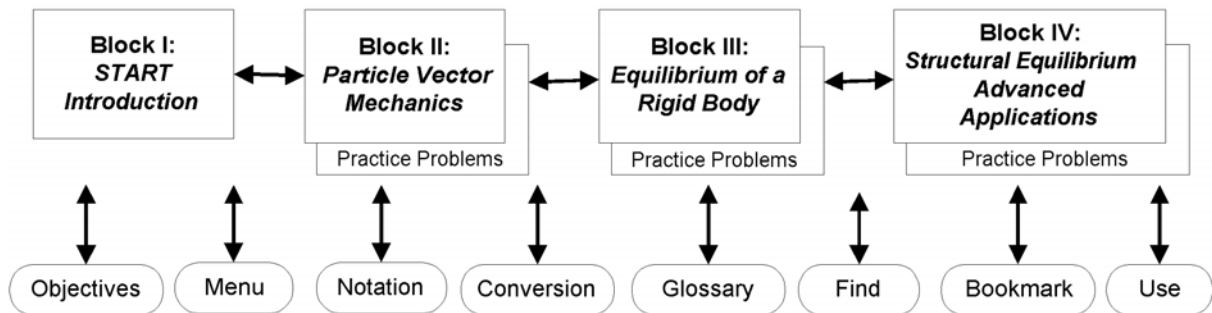 Block I:
START
Introduction
Block II:
Particle Vector
Mechanics
Practice Problems
Block III:
Equilibrium of a
Rigid Body
Practice Problems
Block IV:
Structural Equilibrium
Advanced
Applications
Practice Problems
Objectives
Menu
Notation
Conversion
Glossary
Find
Bookmark
Use